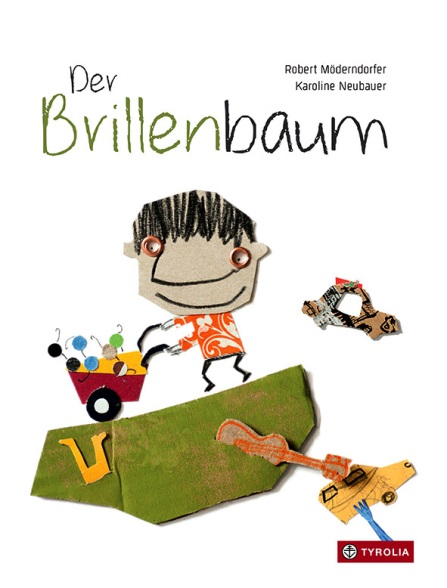 Robert Möderndorfer
Karoline Neubauer
Der
Brillenbaum
TYROLIA